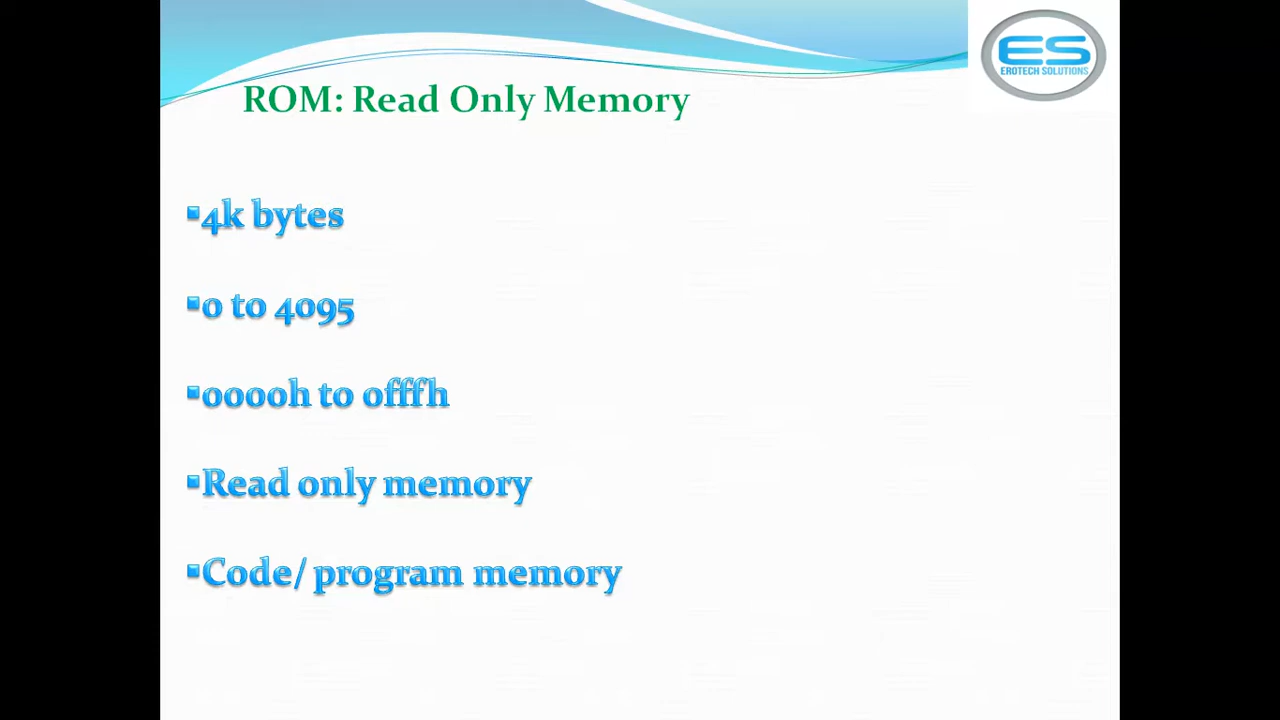 ES
EROTECH SOLUTIONS
ROM: Read Only Memory
▪4k bytes
▪0 to 4095
▪0000h to 0fffh
▪Read only memory
▪Code/ program memory